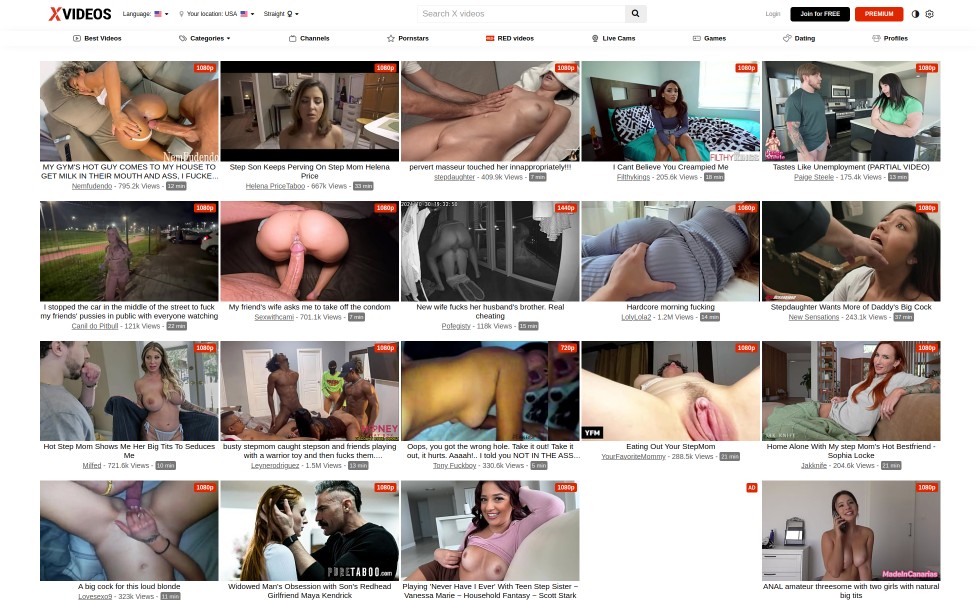 XVIDEOS
Language:
Your location: USA
Straight
Search X videos
Login
Join for FREE
PREMIUM
Best Videos
Categories
Channels
Pornstars
RED videos
Live Cams
Games
Dating
Profiles
1080p
1080p
1080p
1080p
1080p
Nemfudendo
FILTHYKINGS
MY GYM'S HOT GUY COMES TO MY HOUSE TO
GET MILK IN THEIR MOUTH AND ASS, I FUCKE...
Nemfudendo - 795.2k Views - 12 min
Step Son Keeps Perving On Step Mom Helena
Price
Helena PriceTaboo - 667k Views - 33 min
pervert masseur touched her innappropriately!!!
stepdaughter - 409.9k Views - 7 min
I Cant Believe You Creampied Me
Filthykings - 205.6k Views - 18 min
Tastes Like Unemployment (PARTIAL VIDEO)
Paige Steele - 175.4k Views - 13 min
1080p
1080p
1440p
1080p
1080p
I stopped the car in the middle of the street to fuck
my friends' pussies in public with everyone watching
Canil do Pitbull - 121k Views - 22 min
My friend's wife asks me to take off the condom
Sexwithcami - 701.1k Views - 7 min
New wife fucks her husband's brother. Real
cheating
Pofegisty - 118k Views - 15 min
Hardcore morning fucking
LolyLola2 - 1.2M Views - 14 min
Stepdaughter Wants More of Daddy's Big Cock
New Sensations - 243.1k Views - 37 min
1080p
1080p
720p
1080p
1080p
YFM
Hot Step Mom Shows Me Her Big Tits To Seduces
Me
Milfed - 721.6k Views - 10 min
busty stepmom caught stepson and friends playing
with a warrior toy and then fucks them....
Leynerodriguez - 1.5M Views - 13 min
Oops, you got the wrong hole. Take it out! Take it
out, it hurts. Aaaah!.. I told you NOT IN THE ASS...
Tony Fuckboy - 330.6k Views - 5 min
Eating Out Your StepMom
YourFavoriteMommy - 288.5k Views - 21 min
Home Alone With My step Mom's Hot Bestfriend -
Sophia Locke
Jakknife - 204.6k Views - 21 min
1080p
1080p
1080p
AD
1080p
PURETABOO.COM
MadeInCanarias
A big cock for this loud blonde
Lovesexo9 - 323k Views - 11 min
Widowed Man's Obsession with Son's Redhead
Girlfriend Maya Kendrick
Playing 'Never Have I Ever' With Teen Step Sister ~
Vanessa Marie ~ Household Fantasy ~ Scott Stark
ANAL amateur threesome with two girls with natural
big tits